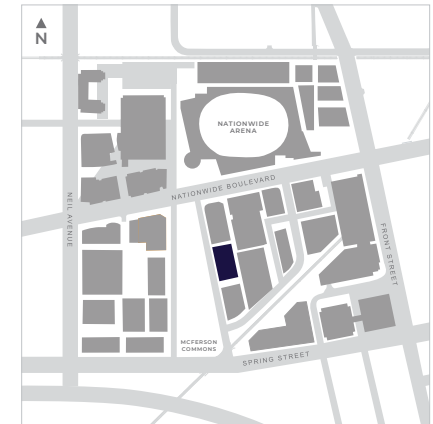 N
NATIONWIDE
ARENA
NATIONWIDE BOULEVARD
NEIL AVENUE
FRONT STREET
MCFERSON
COMMONS
SPRING STREET